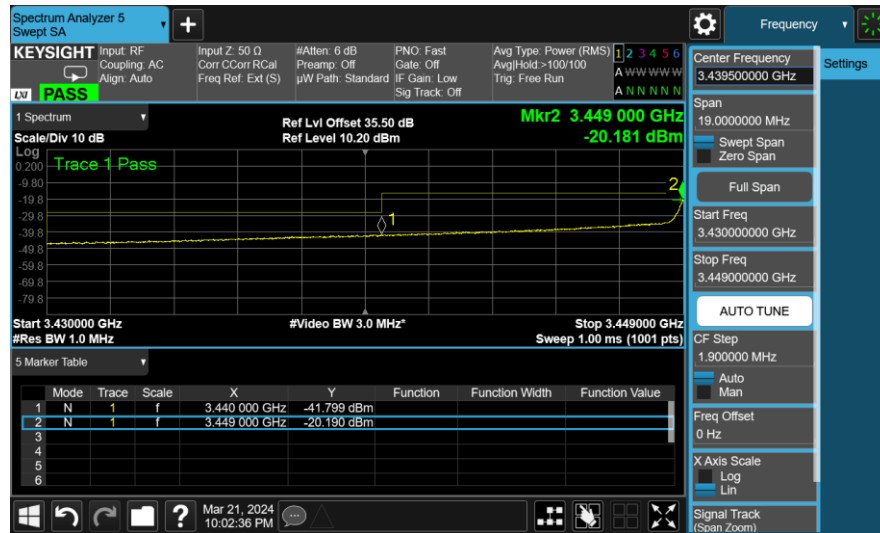 Spectrum Analyzer 5
Swept SA
+
Frequency
KEYSIGHT
LXI
PASS
Input: RF
Coupling: AC
Align: Auto
Input Z: 50 Ω
Corr CCorr RCal
Freq Ref: Ext (S)
#Atten: 6 dB
Preamp: Off
µW Path: Standard
PNO: Fast
Gate: Off
IF Gain: Low
Sig Track: Off
Avg Type: Power (RMS)
Avg|Hold:>100/100
Trig: Free Run
1 2 3 4 5 6
A W W W W W
A N N N N N
1 Spectrum
Scale/Div 10 dB
Ref Lvl Offset 35.50 dB
Ref Level 10.20 dBm
Mkr2 3.449 000 GHz
-20.181 dBm
Log
Trace 1 Pass
0.200
-9.80
-19.8
-29.8
-39.8
-49.8
-59.8
-69.8
-79.8
1
2
Start 3.430000 GHz
#Res BW 1.0 MHz
#Video BW 3.0 MHz*
Stop 3.449000 GHz
Sweep 1.00 ms (1001 pts)
5 Marker Table
Mode Trace Scale X Y Function Function Width Function Value
1 N 1 f 3.440 000 GHz -41.799 dBm
2 N 1 f 3.449 000 GHz -20.190 dBm
3
4
5
6
?
Mar 21, 2024
10:02:36 PM
Center Frequency
3.439500000 GHz
Span
19.0000000 MHz
Swept Span
Zero Span
Full Span
Start Freq
3.430000000 GHz
Stop Freq
3.449000000 GHz
AUTO TUNE
CF Step
1.900000 MHz
Auto
Man
Freq Offset
0 Hz
X Axis Scale
Log
Lin
Signal Track
(Span Zoom)
Settings